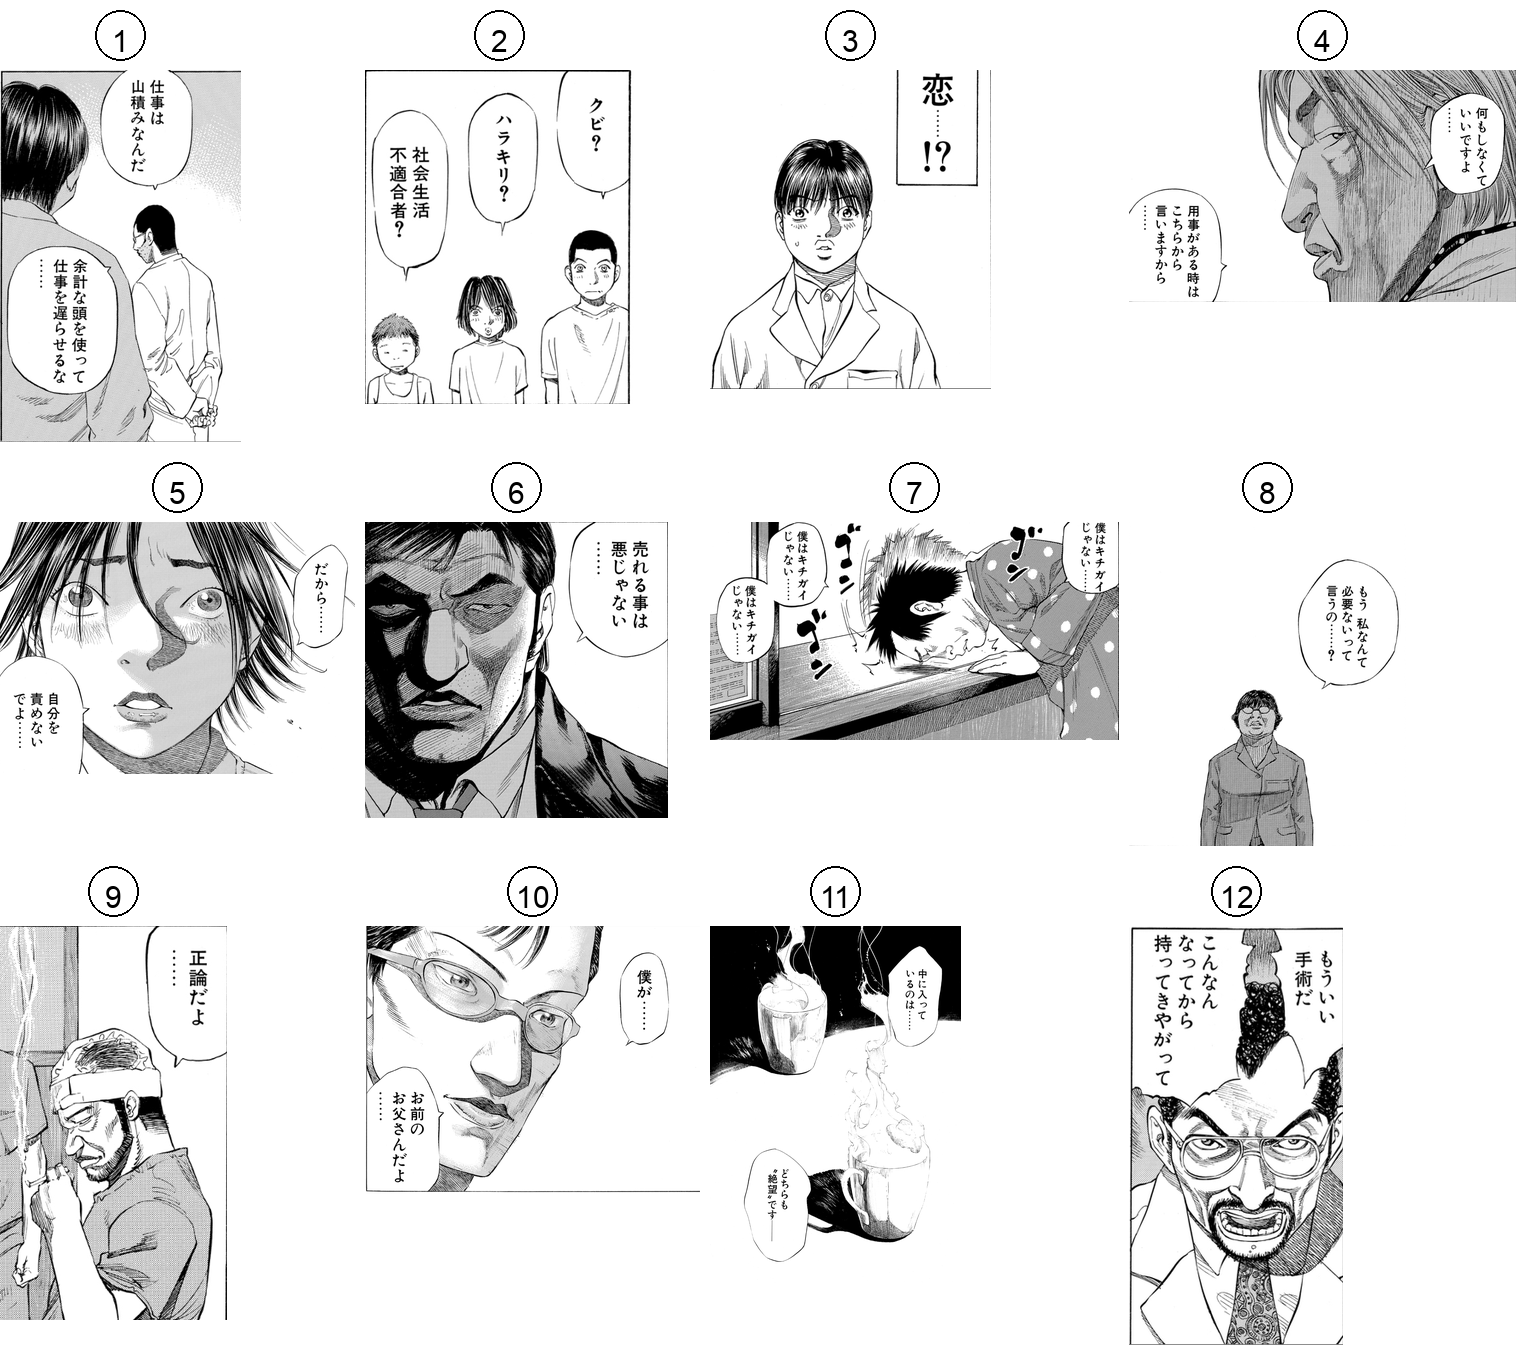 1
仕事は
山積みなんだ
余計な頭を使って
仕事を遅らせるな
……
2
クビ？
ハラキリ？
社会生活
不適合者？
3
恋……!?
4
何もしなくて
いいですよ
……
用事がある時は
こちらから
言いますから
……
5
だから……
自分を
責めない
でよ……
6
売れる事は
悪じゃない
……
7
僕はキチガイ
じゃない……
ゴン
僕はキチガイ
じゃない……
ゴン
僕はキチガイ
じゃない……
ゴン
8
もう 私なんて
必要ないって
言うの……？
9
正論だよ
……
10
僕が……
お前の
お父さんだよ
……
11
中に入って
いるのは……
どちらも
“絶望”です──
12
もういい
手術だ
こんなん
なってから
持ってきやがって